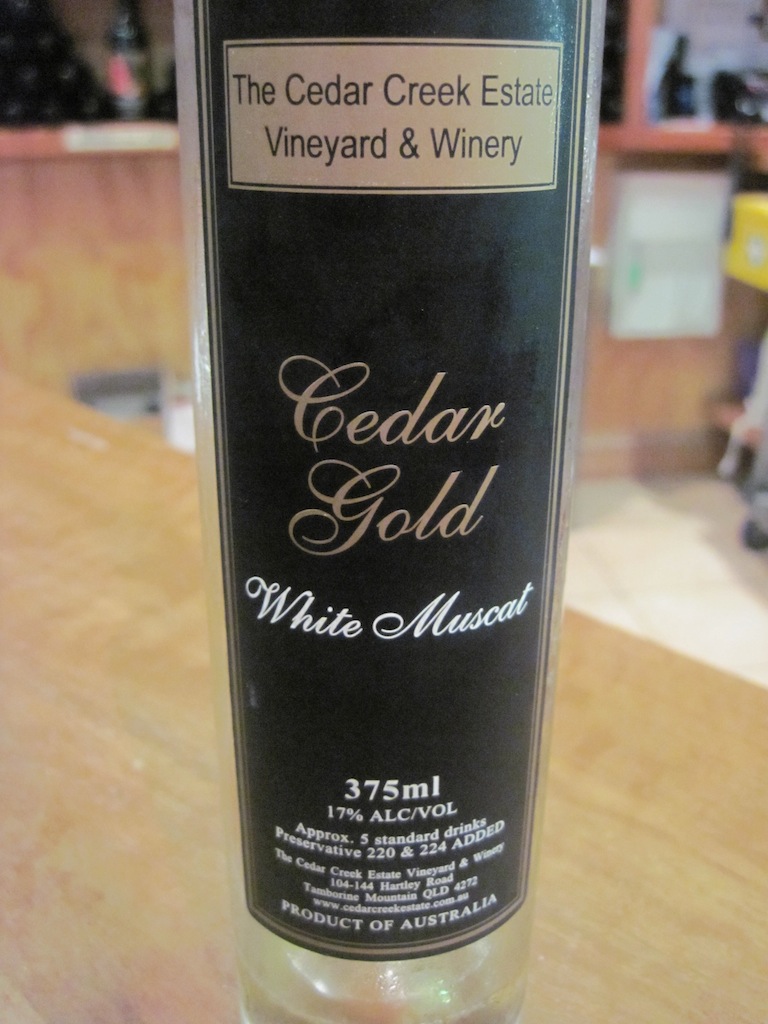 The Cedar Creek Estate
Vineyard & Winery
Cedar
Gold
White Muscat
375ml
17% ALC/VOL
Approx. 5 standard drinks
Preservative 220 & 224 ADDED
The Cedar Creek Estate Vineyard & Winery
104-144 Hartley Road
Tamborine Mountain QLD 4272
www.cedarcreekestate.com.au
PRODUCT OF AUSTRALIA